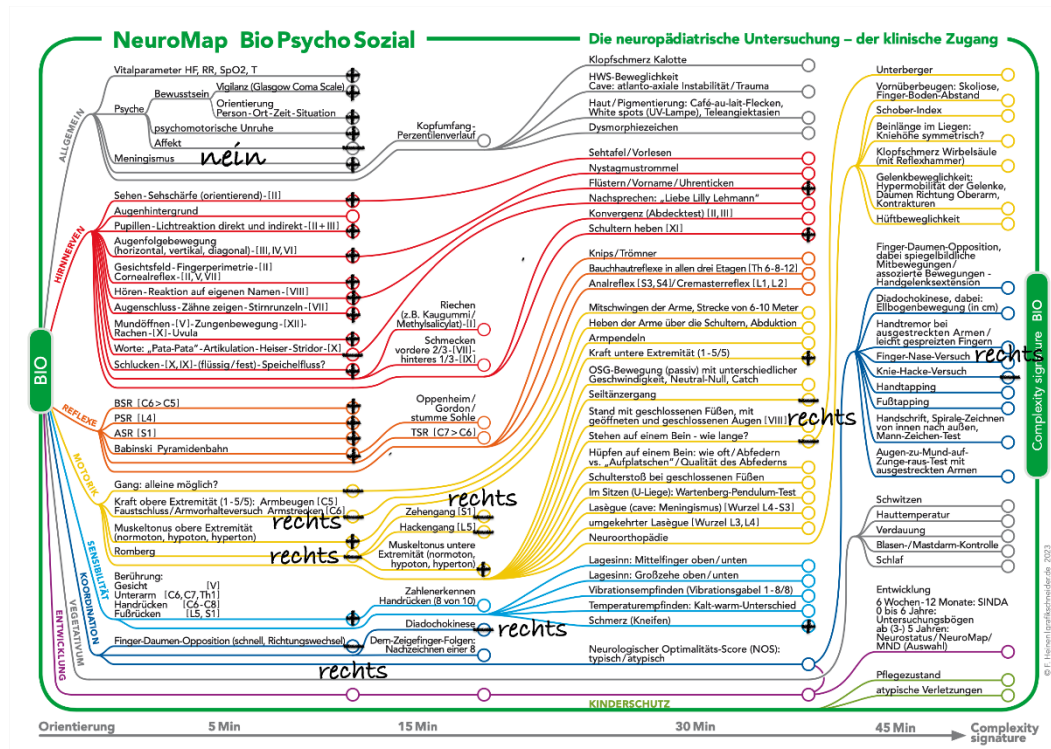 NeuroMap Bio Psycho Sozial
Die neuropädiatrische Untersuchung – der klinische Zugang
ALLGEMEIN
Vitalparameter HF, RR, SpO2, T
Psyche
Bewusstsein
Vigilanz (Glasgow Coma Scale)
Orientierung
Person-Ort-Zeit-Situation
psychomotorische Unruhe
Affekt
Meningismus
nein
Kopfumfang-
Perzentilenverlauf
Klopfschmerz Kalotte
HWS-Beweglichkeit
Cave: atlanto-axiale Instabilität/Trauma
Haut/Pigmentierung: Café-au-lait-Flecken,
White spots (UV-Lampe), Teleangiektasien
Dysmorphiezeichen
HIRNNERVEN
Sehen-Sehschärfe (orientierend)-[II]
Augenhintergrund
Pupillen-Lichtreaktion direkt und indirekt-[II+III]
Augenfolgebewegung
(horizontal, vertikal, diagonal)-[III, IV, VI]
Gesichtsfeld-Fingerperimetrie-[II]
Cornealreflex-[II, V, VII]
Hören-Reaktion auf eigenen Namen-[VIII]
Augenschluss-Zähne zeigen-Stirnrunzeln-[VII]
Mundöffnen-[V]-Zungenbewegung-[XII]-
Rachen-[X]-Uvula
Worte: „Pata-Pata“-Artikulation-Heiser-Stridor-[X]
Schlucken-[X, IX]-(flüssig/fest)-Speichelfluss?
Riechen
(z.B. Kaugummi/
Methylsalicylat)-[I]
Schmecken
vordere 2/3-[VII]-
hinteres 1/3-[IX]
Sehtafel/Vorlesen
Nystagmustrommel
Flüstern/Vorname/Uhrenticken
Nachsprechen: „Liebe Lilly Lehmann“
Konvergenz (Abdecktest) [II, III]
Schultern heben [XI]
REFLEXE
BSR [C6>C5]
PSR [L4]
ASR [S1]
Babinski Pyramidenbahn
Oppenheim/
Gordon/
stumme Sohle
TSR [C7>C6]
Knips/Trömner
Bauchhautreflexe in allen drei Etagen [Th 6-8-12]
Analreflex [S3, S4]/Cremasterreflex [L1, L2]
MOTORIK
Gang: alleine möglich?
Kraft obere Extremität (1-5/5): Armbeugen [C5]
Faustschluss/Armvorhalteversuch Armstrecken [C6]
rechts
Muskeltonus obere Extremität
(normoton, hypoton, hyperton)
Romberg
rechts
Zehengang [S1]
rechts
Hackengang [L5]
Muskeltonus untere
Extremität (normoton,
hypoton, hyperton)
Mitschwingen der Arme, Strecke von 6-10 Meter
Heben der Arme über die Schultern, Abduktion
Armpendeln
Kraft untere Extremität (1-5/5)
OSG-Bewegung (passiv) mit unterschiedlicher
Geschwindigkeit, Neutral-Null, Catch
Seiltänzergang
Stand mit geschlossenen Füßen, mit
geöffneten und geschlossenen Augen [VIII]
rechts
Stehen auf einem Bein - wie lange?
Hüpfen auf einem Bein: wie oft/Abfedern
vs. „Aufplatschen“/Qualität des Abfederns
Schulterstoß bei geschlossenen Füßen
Im Sitzen (U-Liege): Wartenberg-Pendulum-Test
Lasègue (cave: Meningismus) [Wurzel L4-S3]
umgekehrter Lasègue [Wurzel L3, L4]
Neuroorthopädie
SENSIBILITÄT
Berührung:
Gesicht [V]
Unterarm [C6, C7, Th1]
Handrücken [C6-C8]
Fußrücken [L5, S1]
Zahlenerkennen
Handrücken (8 von 10)
Lagesinn: Mittelfinger oben/unten
Lagesinn: Großzehe oben/unten
Vibrationsempfinden (Vibrationsgabel 1-8/8)
Temperaturempfinden: Kalt-warm-Unterschied
Schmerz (Kneifen)
KOORDINATION
Finger-Daumen-Opposition (schnell, Richtungswechsel)
rechts
Diadochokinese
rechts
Dem-Zeigefinger-Folgen:
Nachzeichnen einer 8
Neurologischer Optimalitäts-Score (NOS):
typisch/atypisch
VEGETATIVUM
ENTWICKLUNG
KINDERSCHUTZ
Unterberger
Vornüberbeugen: Skoliose,
Finger-Boden-Abstand
Schober-Index
Beinlänge im Liegen:
Kniehöhe symmetrisch?
Klopfschmerz Wirbelsäule
(mit Reflexhammer)
Gelenkbeweglichkeit:
Hypermobilität der Gelenke,
Daumen Richtung Oberarm,
Kontrakturen
Hüftbeweglichkeit
Finger-Daumen-Opposition,
dabei spiegelbildliche
Mitbewegungen/
assozierte Bewegungen -
Handgelenksextension
Diadochokinese, dabei:
Ellbogenbewegung (in cm)
Handtremor bei
ausgestreckten Armen/
leicht gespreizten Fingern
Finger-Nase-Versuch
rechts
Knie-Hacke-Versuch
Handtapping
Fußtapping
Handschrift, Spirale-Zeichnen
von innen nach außen,
Mann-Zeichen-Test
Augen-zu-Mund-auf-
Zunge-raus-Test mit
ausgestreckten Armen
Schwitzen
Hauttemperatur
Verdauung
Blasen-/Mastdarm-Kontrolle
Schlaf
Entwicklung
6 Wochen-12 Monate: SINDA
0 bis 6 Jahre:
Untersuchungsbögen
ab (3-) 5 Jahren:
Neurostatus/NeuroMap/
MND (Auswahl)
Pflegezustand
atypische Verletzungen
BIO
Complexity signature BIO
© F. Heinen|grafikschneider.de 2023
Orientierung
5 Min
15 Min
30 Min
45 Min
Complexity
signature